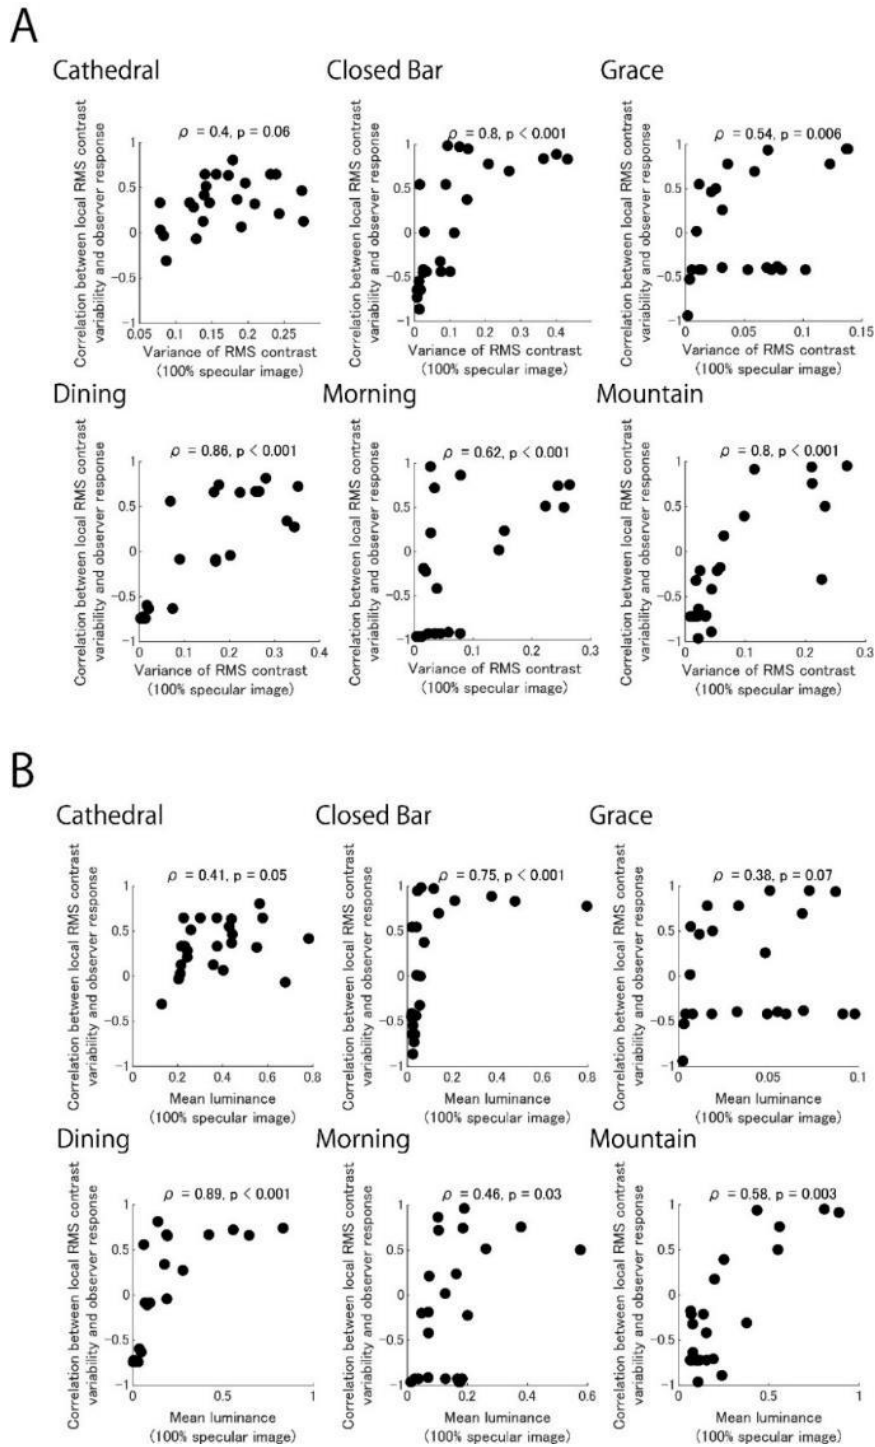 A
Cathedral
Closed Bar
Grace
Correlation between local RMS contrast
variability and observer response
ρ = 0.4, p = 0.06
1
0.5
0
−0.5
−1
0.05
0.1
0.15
0.2
0.25
Variance of RMS contrast
(100% specular image)
Correlation between local RMS contrast
variability and observer response
ρ = 0.8, p < 0.001
1
0.5
0
−0.5
−1
0
0.1
0.2
0.3
0.4
Variance of RMS contrast
(100% specular image)
Correlation between local RMS contrast
variability and observer response
ρ = 0.54, p = 0.006
1
0.5
0
−0.5
−1
0
0.05
0.1
0.15
Variance of RMS contrast
(100% specular image)
Dining
Morning
Mountain
Correlation between local RMS contrast
variability and observer response
ρ = 0.86, p < 0.001
1
0.5
0
−0.5
−1
0
0.1
0.2
0.3
0.4
Variance of RMS contrast
(100% specular image)
Correlation between local RMS contrast
variability and observer response
ρ = 0.62, p < 0.001
1
0.5
0
−0.5
−1
0
0.1
0.2
0.3
Variance of RMS contrast
(100% specular image)
Correlation between local RMS contrast
variability and observer response
ρ = 0.8, p < 0.001
1
0.5
0
−0.5
−1
0
0.1
0.2
0.3
Variance of RMS contrast
(100% specular image)
B
Cathedral
Closed Bar
Grace
Correlation between local RMS contrast
variability and observer response
ρ = 0.41, p = 0.05
1
0.5
0
−0.5
−1
0
0.2
0.4
0.6
0.8
Mean luminance
(100% specular image)
Correlation between local RMS contrast
variability and observer response
ρ = 0.75, p < 0.001
1
0.5
0
−0.5
−1
0
0.2
0.4
0.6
0.8
Mean luminance
(100% specular image)
Correlation between local RMS contrast
variability and observer response
ρ = 0.38, p = 0.07
1
0.5
0
−0.5
−1
0
0.05
0.1
Mean luminance
(100% specular image)
Dining
Morning
Mountain
Correlation between local RMS contrast
variability and observer response
ρ = 0.89, p < 0.001
1
0.5
0
−0.5
−1
0
0.5
1
Mean luminance
(100% specular image)
Correlation between local RMS contrast
variability and observer response
ρ = 0.46, p = 0.03
1
0.5
0
−0.5
−1
0
0.2
0.4
0.6
Mean luminance
(100% specular image)
Correlation between local RMS contrast
variability and observer response
ρ = 0.58, p = 0.003
1
0.5
0
−0.5
−1
0
0.5
1
Mean luminance
(100% specular image)